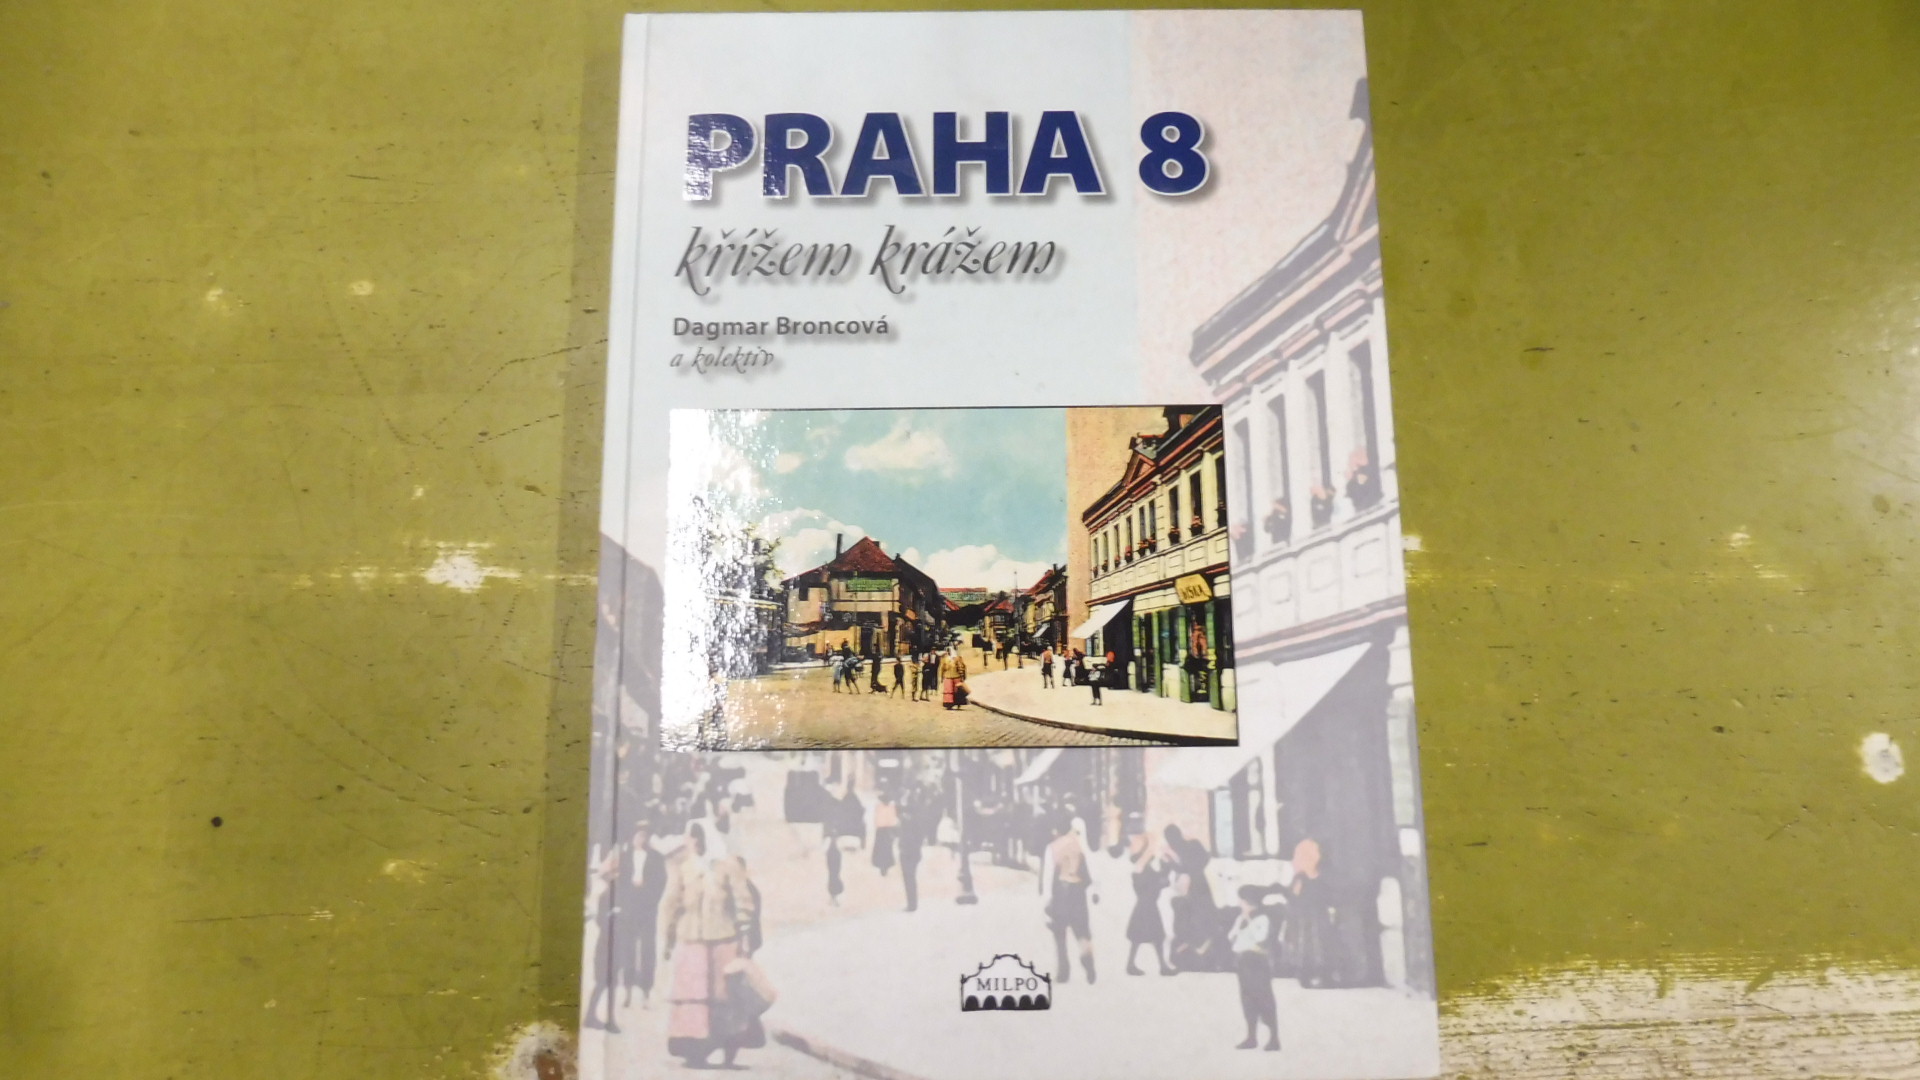 PRAHA 8
křížem krážem
Dagmar Broncová
a kolektiv
MILPO